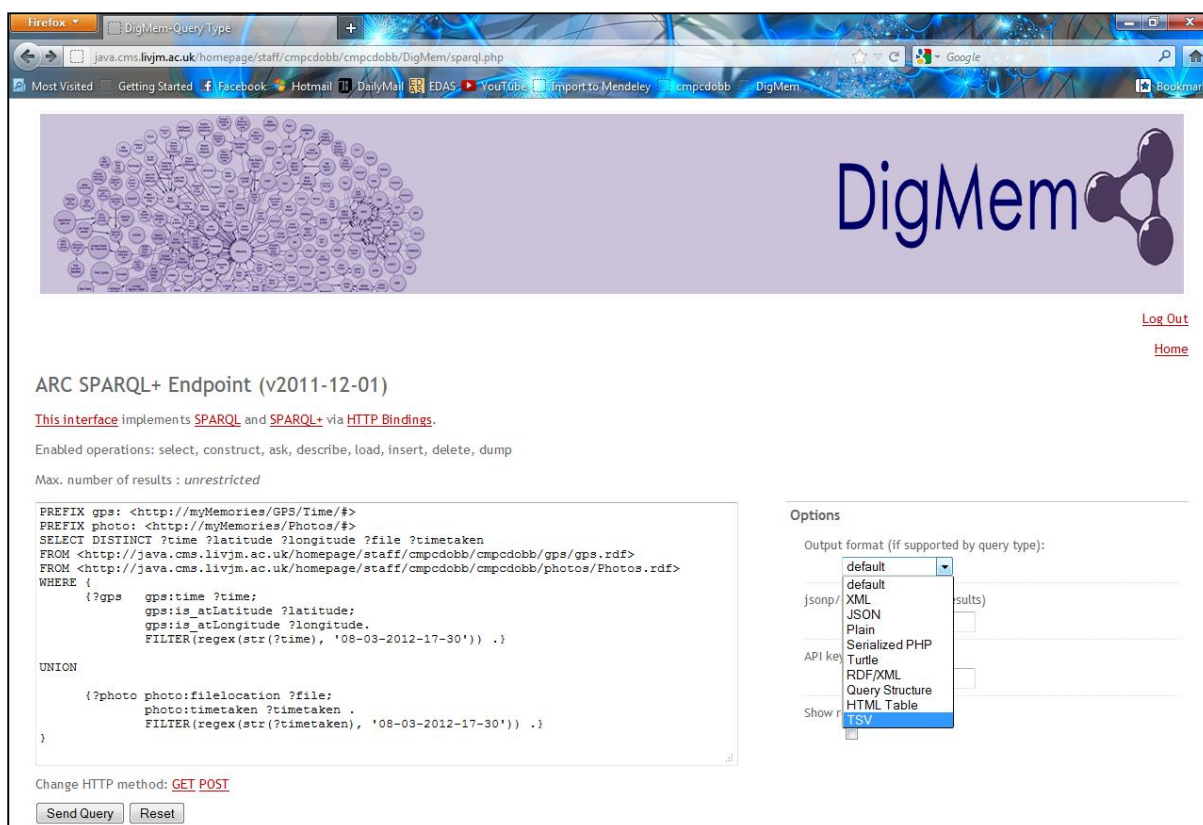 Firefox
DigMem-Query Type
java.cms.livjm.ac.uk/homepage/staff/cmpcdobb/cmpcdobb/DigMem/sparql.php
Google
Most Visited Getting Started Facebook Hotmail DailyMail EDAS YouTube Import to Mendeley cmpcdobb DigMem Bookmar
DigMem
Log Out
Home
ARC SPARQL+ Endpoint (v2011-12-01)
This interface implements SPARQL and SPARQL+ via HTTP Bindings.
Enabled operations: select, construct, ask, describe, load, insert, delete, dump
Max. number of results : unrestricted
PREFIX gps: <http://myMemories/GPS/Time/#>
PREFIX photo: <http://myMemories/Photos/#>
SELECT DISTINCT ?time ?latitude ?longitude ?file ?timetaken
FROM <http://java.cms.livjm.ac.uk/homepage/staff/cmpcdobb/cmpcdobb/gps/gps.rdf>
FROM <http://java.cms.livjm.ac.uk/homepage/staff/cmpcdobb/cmpcdobb/photos/Photos.rdf>
WHERE {
{?gps gps:time ?time;
gps:is_atLatitude ?latitude;
gps:is_atLongitude ?longitude.
FILTER(regex(str(?time), '08-03-2012-17-30')) .}
UNION
{?photo photo:filelocation ?file;
photo:timetaken ?timetaken .
FILTER(regex(str(?timetaken), '08-03-2012-17-30')) .}
}
Change HTTP method: GET POST
Send Query Reset
Options
Output format (if supported by query type):
default
default
XML
jsonp/ esults)
JSON
Plain
Serialized PHP
API key
Turtle
RDF/XML
Query Structure
HTML Table
Show r
TSV